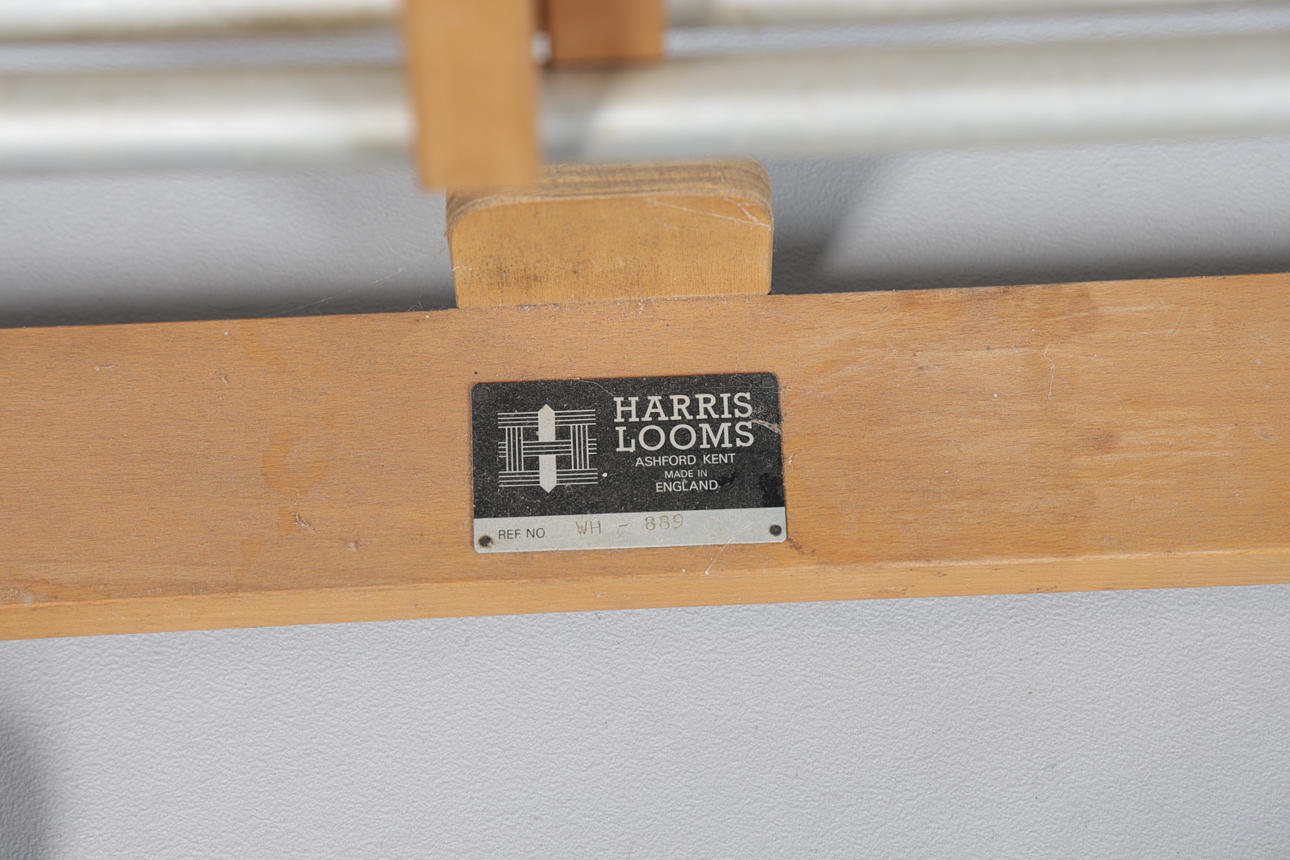 HARRIS
LOOMS
ASHFORD KENT
MADE IN
ENGLAND
REF NO WH - 889